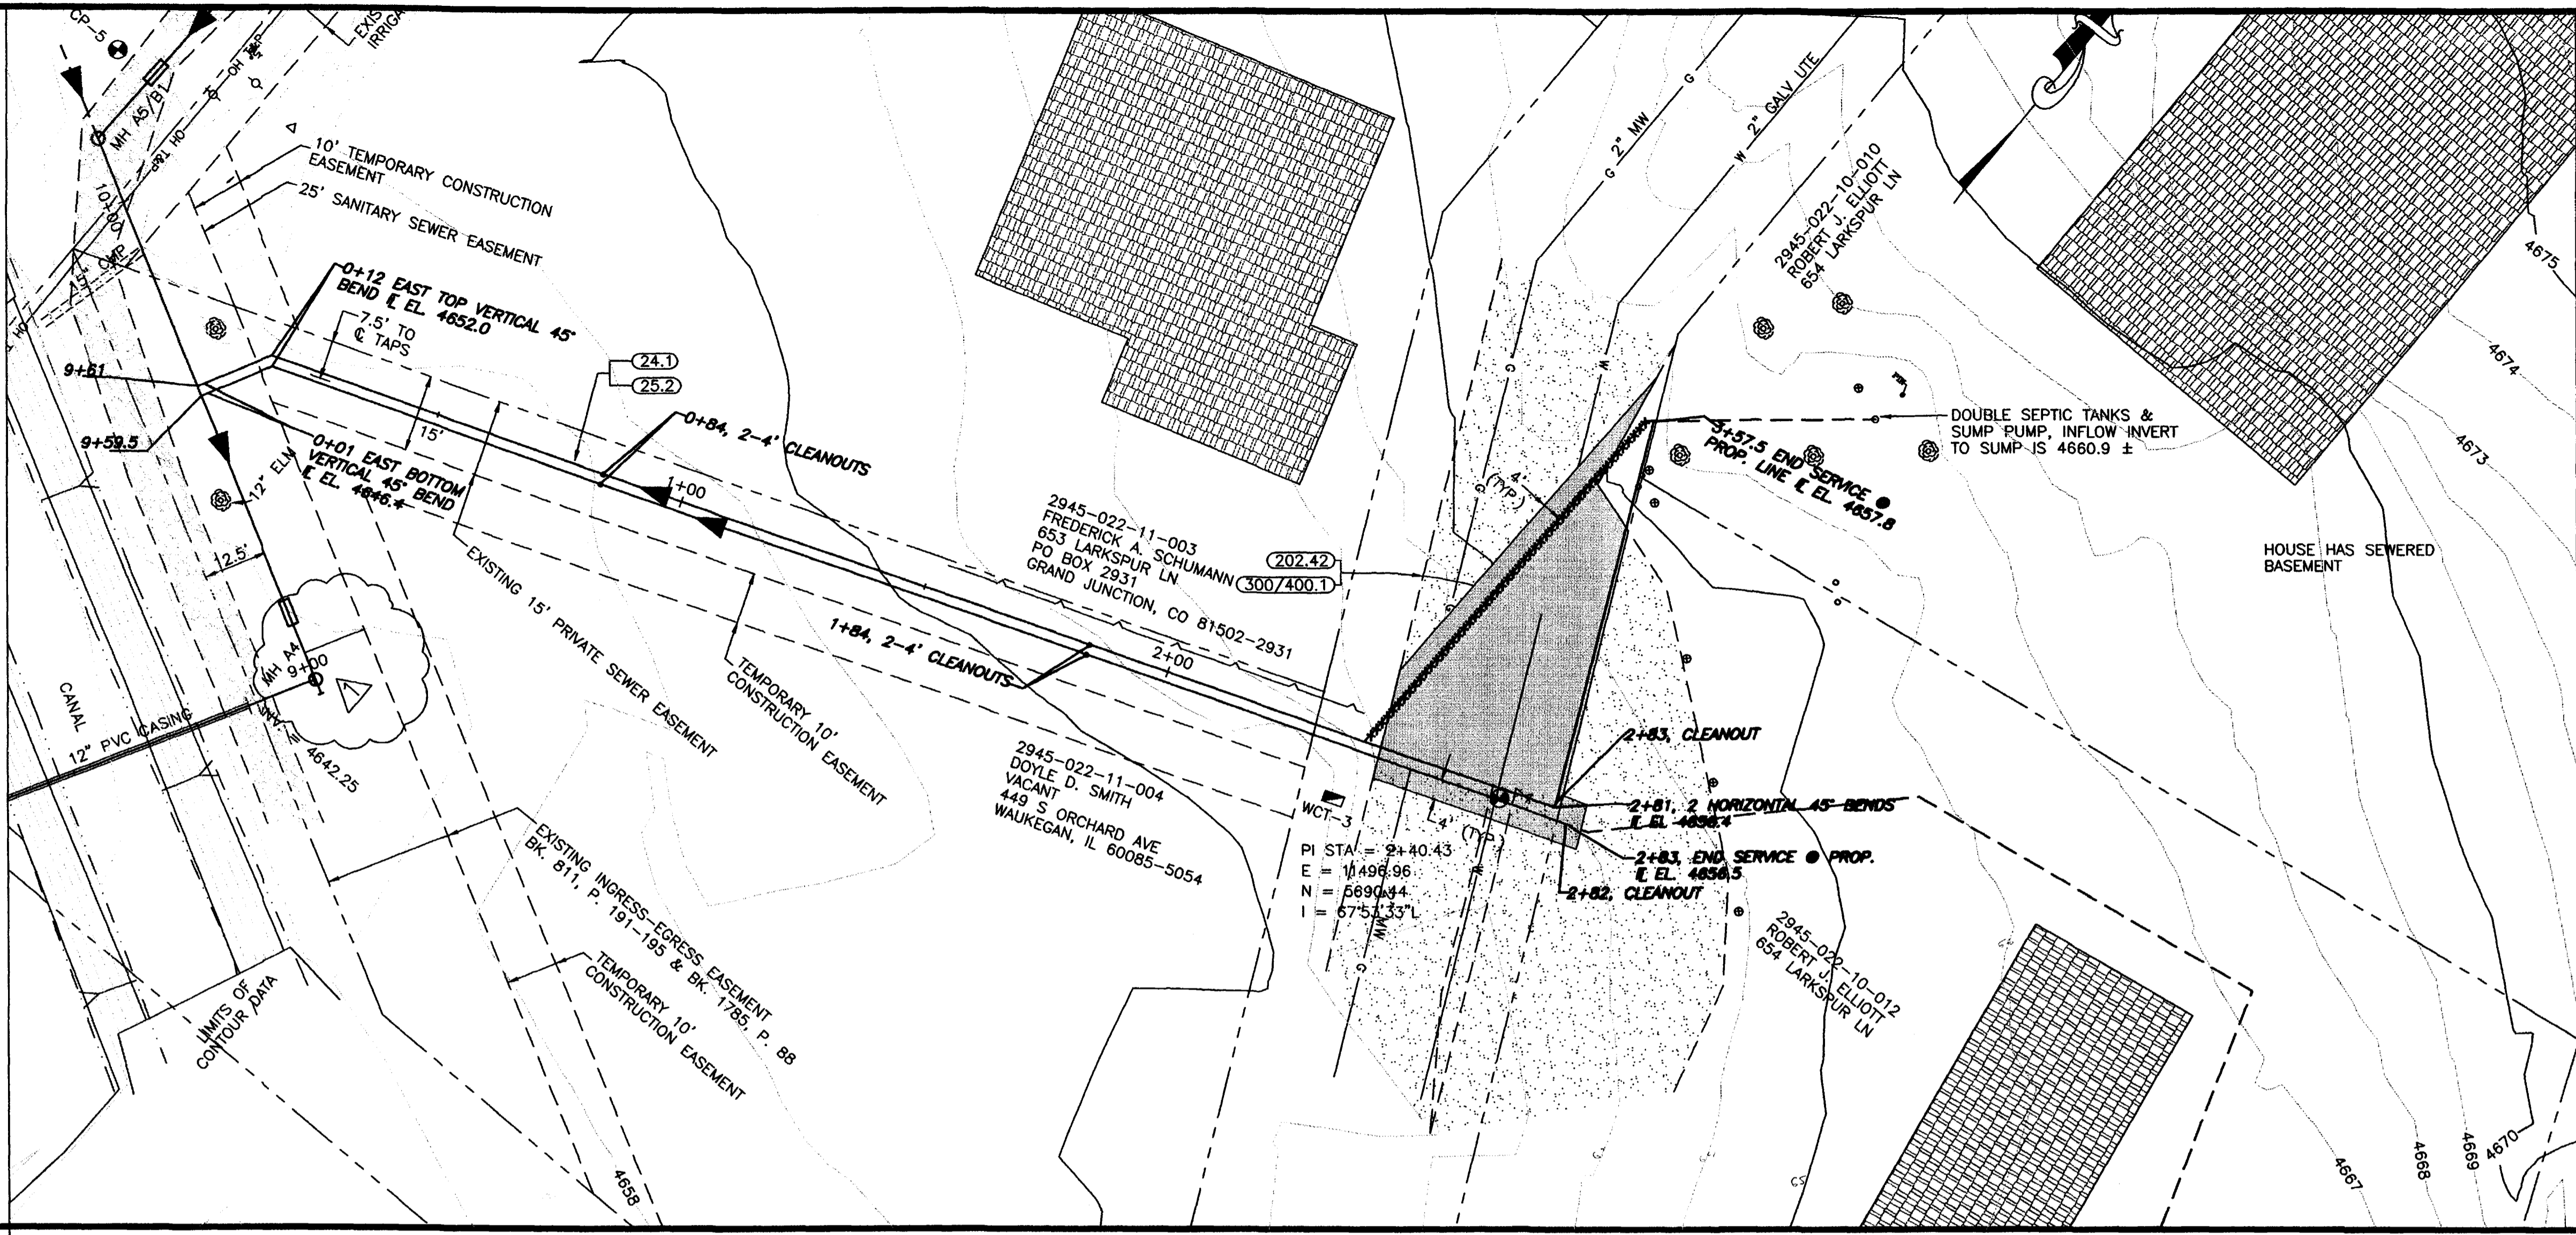 CP-5
MH A5/B1
10+00
15" CMP
OH T&P
10' TEMPORARY CONSTRUCTION
EASEMENT
25' SANITARY SEWER EASEMENT
0+12 EAST TOP VERTICAL 45°
BEND ℄ EL. 4652.0
7.5' TO
℄ TAPS
24.1
25.2
9+61
9+59.5
15'
0+84, 2-4' CLEANOUTS
0+01 EAST BOTTOM
VERTICAL 45° BEND
℄ EL. 4646.4
12" ELM
12.5'
1+00
EXISTING 15' PRIVATE SEWER EASEMENT
MH A4
9+00
1
CANAL
12" PVC CASING
4642.25
LIMITS OF
CONTOUR DATA
EXISTING INGRESS-EGRESS EASEMENT
BK. 811, P. 191-195 & BK. 1785, P. 88
TEMPORARY 10'
CONSTRUCTION EASEMENT
4658
TEMPORARY 10'
CONSTRUCTION EASEMENT
1+84, 2-4' CLEANOUTS
2+00
2945-022-11-003
FREDERICK A. SCHUMANN
653 LARKSPUR LN
PO BOX 2931
GRAND JUNCTION, CO 81502-2931
202.42
300/400.1
2945-022-11-004
DOYLE D. SMITH
VACANT
449 S ORCHARD AVE
WAUKEGAN, IL 60085-5054
WCT-3
PI STA = 2+40.43
E = 11496.96
N = 5690.44
I = 67°53'33"L
G 2" MW G
W 2" GALV UTE
G
W
G
4'
(TYP.)
4' (TYP.)
MW
G
W
2945-022-10-010
ROBERT J. ELLIOTT
654 LARKSPUR LN
DOUBLE SEPTIC TANKS &
SUMP PUMP, INFLOW INVERT
TO SUMP IS 4660.9 ±
3+57.5 END SERVICE @
PROP. LINE ℄ EL. 4657.8
HOUSE HAS SEWERED
BASEMENT
2+83, CLEANOUT
2+81, 2 HORIZONTAL 45° BENDS
℄ EL 4656.4
2+83, END SERVICE @ PROP.
℄ EL. 4656.5
2+82, CLEANOUT
2945-022-10-012
ROBERT J. ELLIOTT
654 LARKSPUR LN
4675
4674
4673
4667
4668
4669
4670